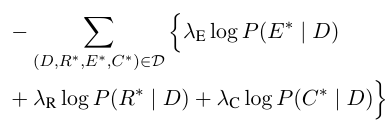 − ∑_{(D,R*,E*,C*)∈𝒟} { λ_E log P(E* | D)
+ λ_R log P(R* | D) + λ_C log P(C* | D) }